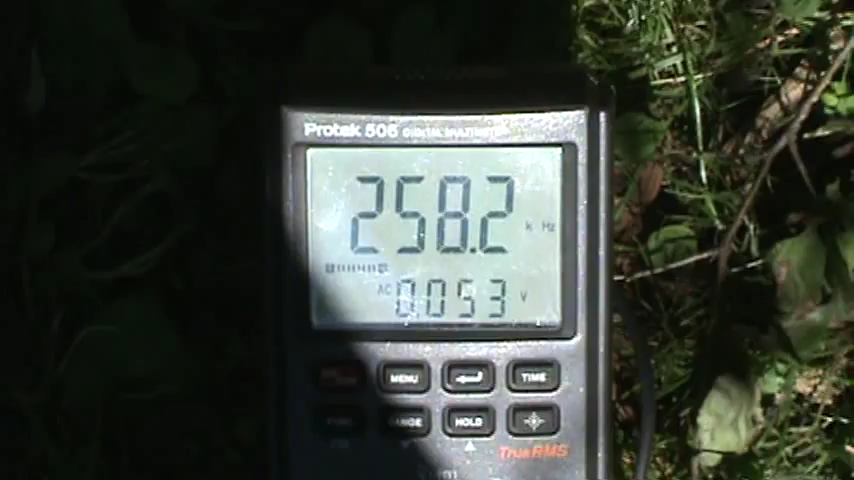 Protek 506 DIGITAL MULTIMETER
258.2 k Hz
AC 0.053 V
MENU TIME
RANGE HOLD
True RMS